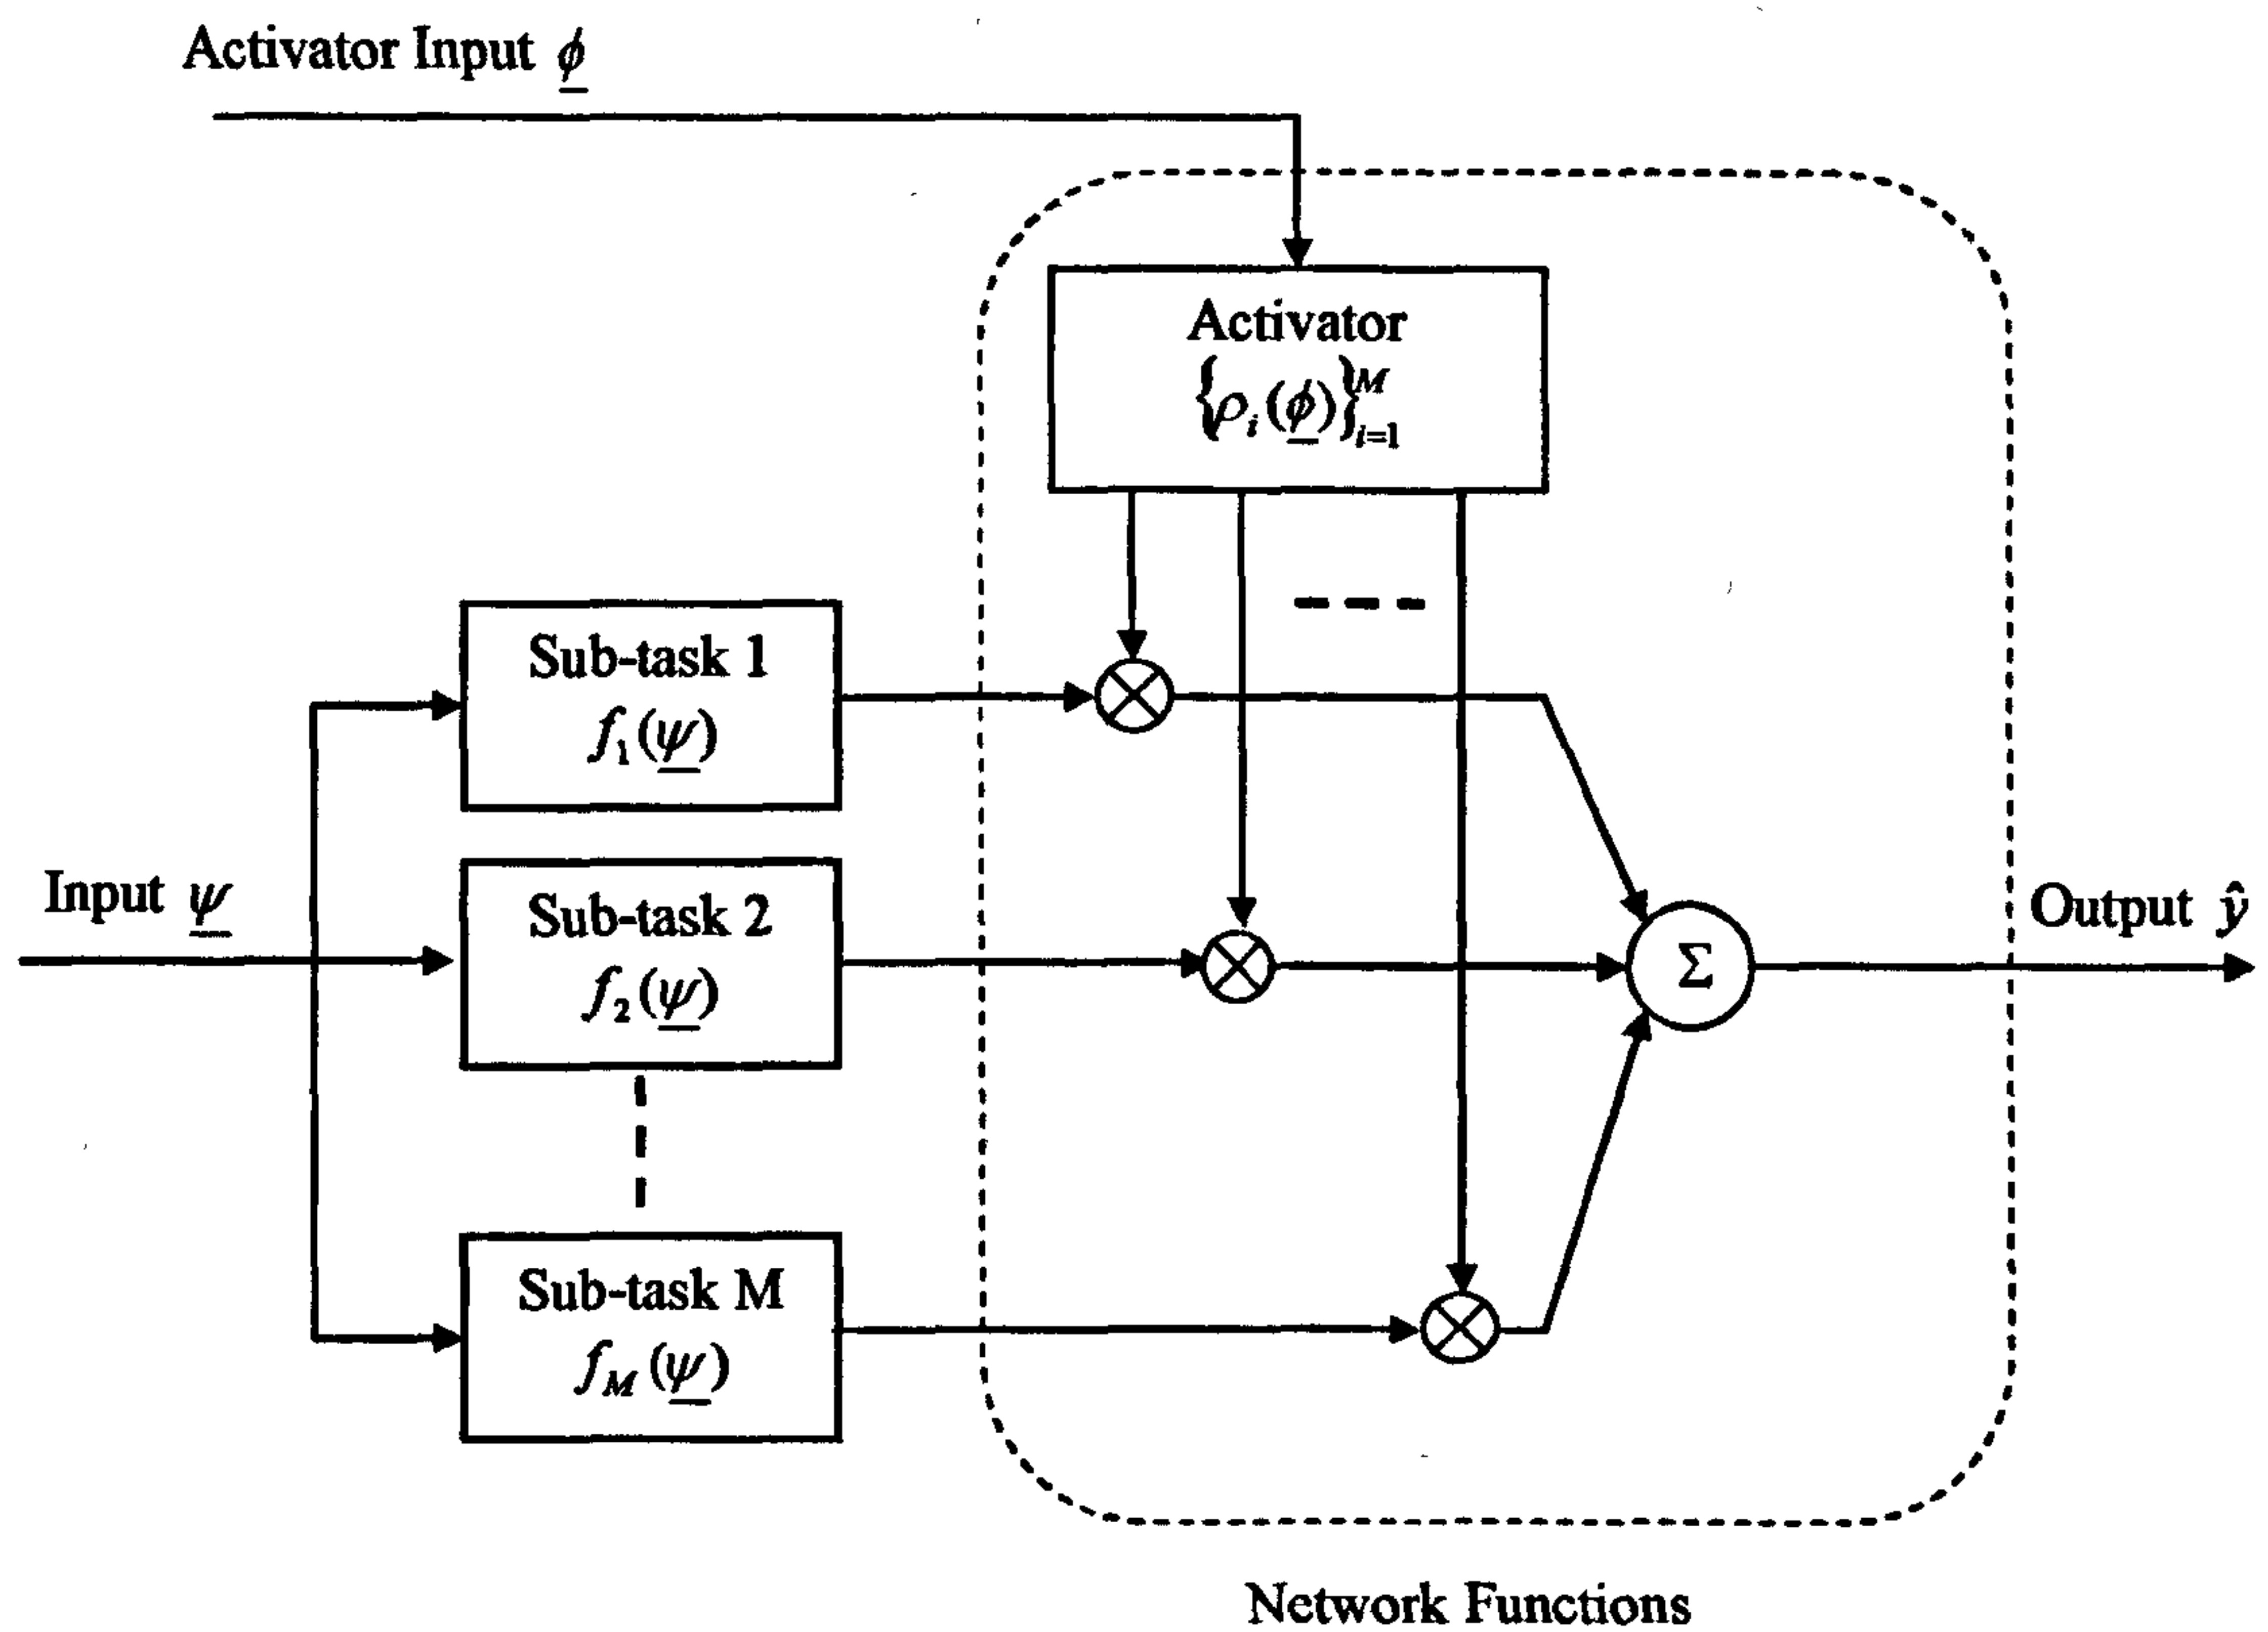 Activator Input ϕ
Activator
{ρᵢ(ϕ)}ᴹᵢ₌₁
Sub-task 1
f₁(ψ)
Input ψ
Sub-task 2
f₂(ψ)
Σ
Output ŷ
Sub-task M
f_M(ψ)
Network Functions